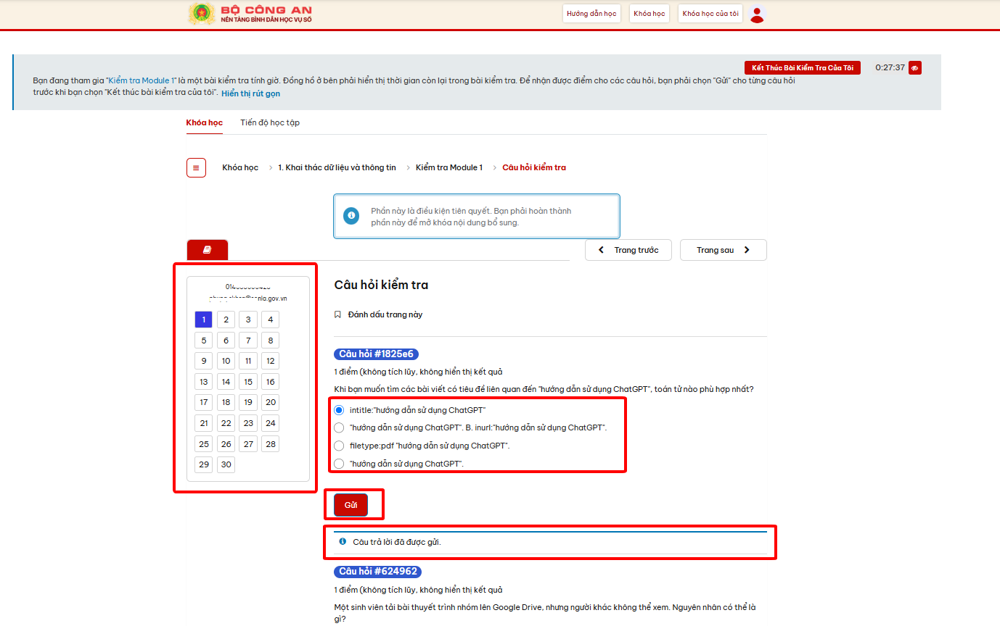 BỘ CÔNG AN
NỀN TẢNG BÌNH DÂN HỌC VỤ SỐ
Hướng dẫn học
Khóa học
Khóa học của tôi
Kết Thúc Bài Kiểm Tra Của Tôi
0:27:37
Bạn đang tham gia "Kiểm tra Module 1" là một bài kiểm tra tính giờ. Đồng hồ ở bên phải hiển thị thời gian còn lại trong bài kiểm tra. Để nhận được điểm cho các câu hỏi, bạn phải chọn "Gửi" cho từng câu hỏi
trước khi bạn chọn "Kết thúc bài kiểm tra của tôi". Hiển thị rút gọn
Khóa học
Tiến độ học tập
Khóa học > 1. Khai thác dữ liệu và thông tin > Kiểm tra Module 1 > Câu hỏi kiểm tra
Phần này là điều kiện tiên quyết. Bạn phải hoàn thành
phần này để mở khóa nội dung bổ sung.
Trang trước
Trang sau
1 2 3 4
5 6 7 8
9 10 11 12
13 14 15 16
17 18 19 20
21 22 23 24
25 26 27 28
29 30
Câu hỏi kiểm tra
Đánh dấu trang này
Câu hỏi #1825e6
1 điểm (không tích lũy, không hiển thị kết quả
Khi bạn muốn tìm các bài viết có tiêu đề liên quan đến "hướng dẫn sử dụng ChatGPT", toán tử nào phù hợp nhất?
intitle:"hướng dẫn sử dụng ChatGPT"
"hướng dẫn sử dụng ChatGPT". B. inurl:"hướng dẫn sử dụng ChatGPT".
filetype:pdf "hướng dẫn sử dụng ChatGPT".
"hướng dẫn sử dụng ChatGPT".
Gửi
Câu trả lời đã được gửi.
Câu hỏi #624962
1 điểm (không tích lũy, không hiển thị kết quả
Một sinh viên tải bài thuyết trình nhóm lên Google Drive, nhưng người khác không thể xem. Nguyên nhân có thể là
gì?